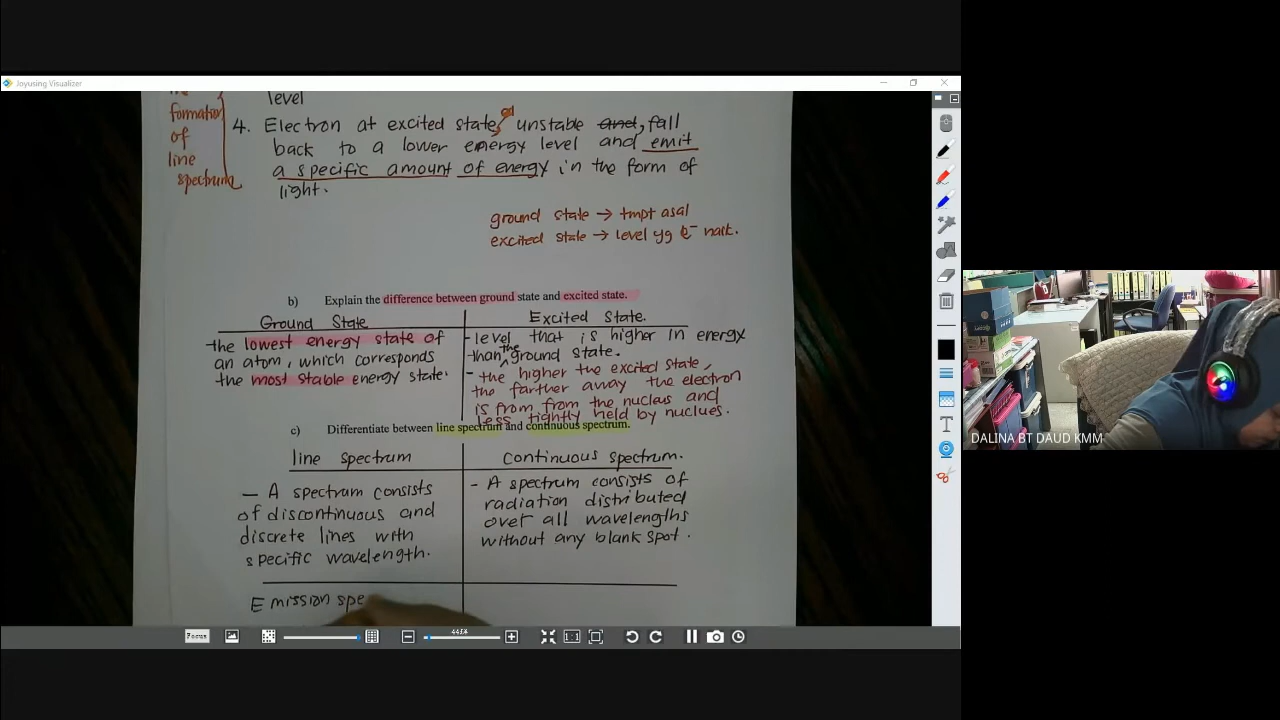 Joyusing Visualizer
level
formation
of
line
spectrum
4. Electron at excited state, unstable and, fall
back to a lower energy level and emit
a specific amount of energy in the form of
light.
ground state → tmpt asal
excited state → level yg e⁻ naik.
b) Explain the difference between ground state and excited state.
Ground State
the lowest energy state of
an atom, which corresponds
the most stable energy state.
Excited State.
- level that is higher in energy
than the ground state.
- the higher the excited state,
the farther away the electron
is from from the nucleus and
less tightly held by nuclues.
c) Differentiate between line spectrum and continuous spectrum.
line spectrum
- A spectrum consists
of discontinuous and
discrete lines with
specific wavelength.
continuous spectrum.
- A spectrum consists of
radiation distributed
over all wavelengths
without any blank spot.
Emission spe
DALINA BT DAUD KMM
Focus
1:1
T